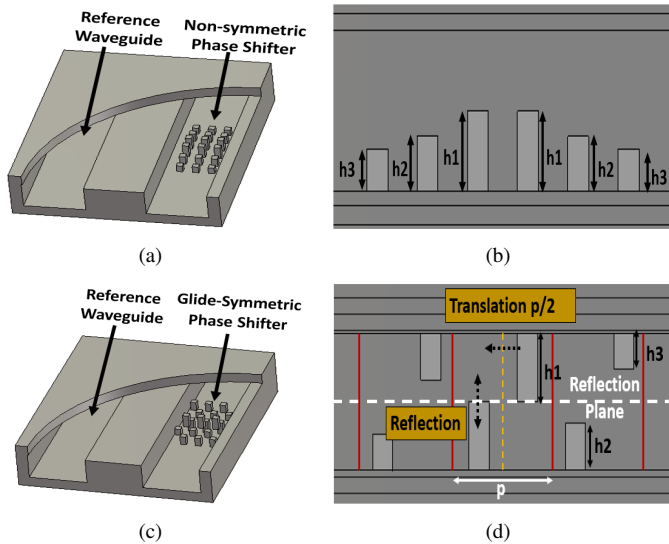 Reference
Waveguide
Non-symmetric
Phase Shifter
(a)
h3
h2
h1
h1
h2
h3
(b)
Reference
Waveguide
Glide-Symmetric
Phase Shifter
(c)
Translation p/2
h1
h3
Reflection
Plane
Reflection
h2
p
(d)